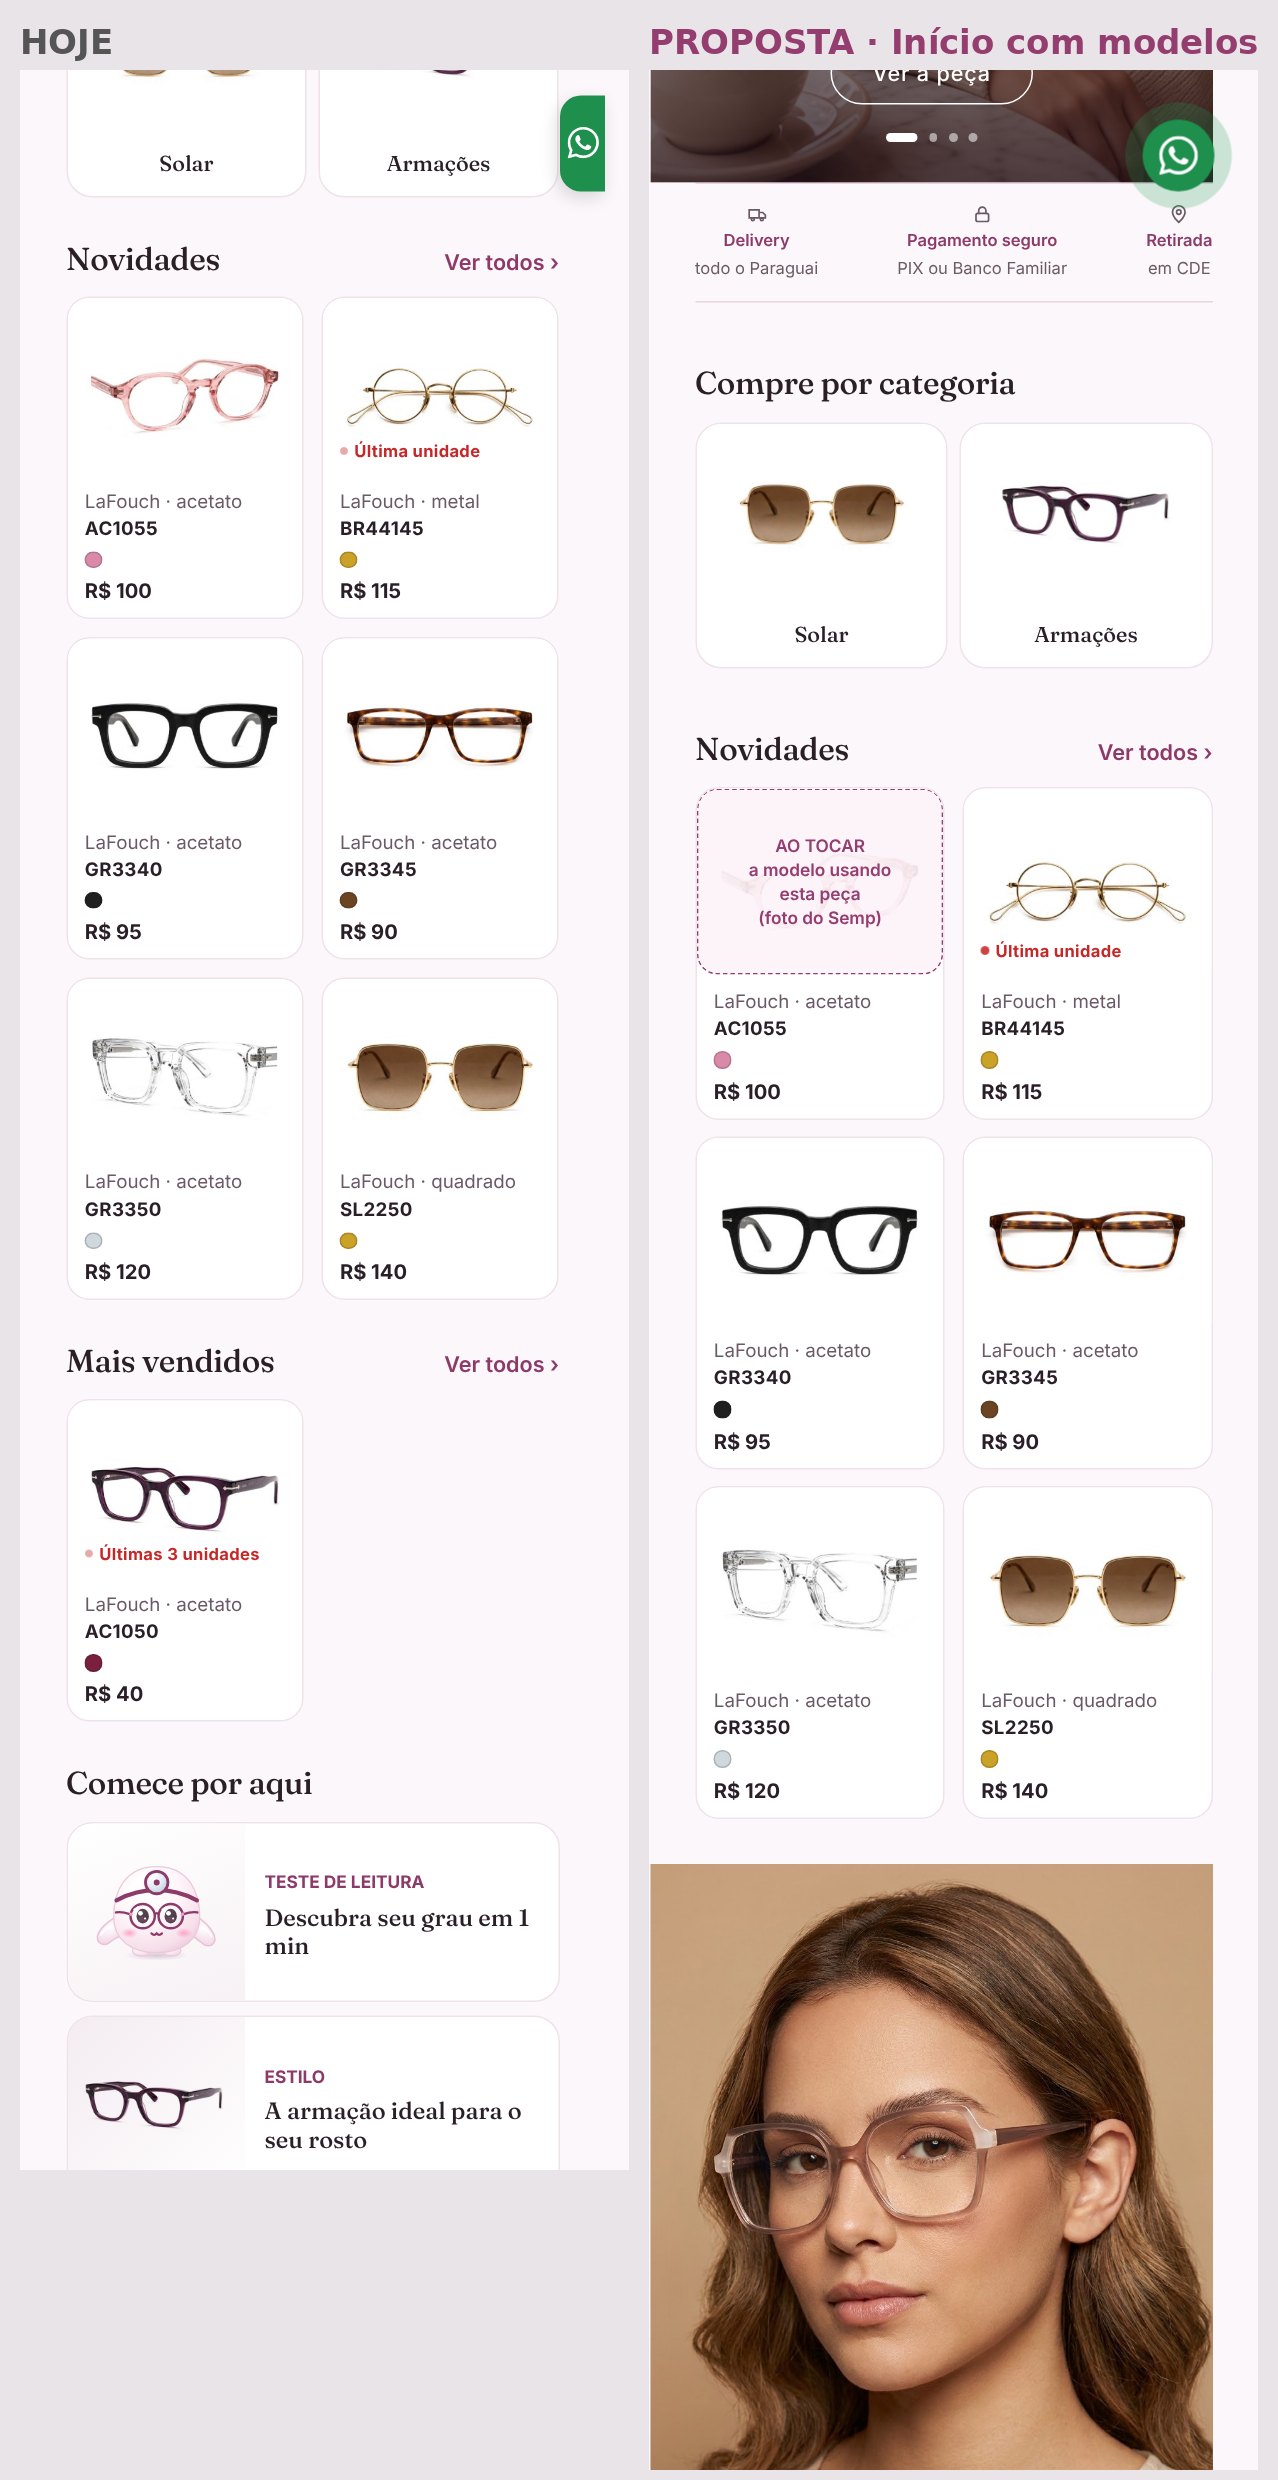 HOJE
Solar
Armações
Novidades
Ver todos ›
LaFouch · acetato
AC1055
R$ 100
Última unidade
LaFouch · metal
BR44145
R$ 115
LaFouch · acetato
GR3340
R$ 95
LaFouch · acetato
GR3345
R$ 90
LaFouch · acetato
GR3350
R$ 120
LaFouch · quadrado
SL2250
R$ 140
Mais vendidos
Ver todos ›
Últimas 3 unidades
LaFouch · acetato
AC1050
R$ 40
Comece por aqui
TESTE DE LEITURA
Descubra seu grau em 1
min
ESTILO
A armação ideal para o
seu rosto
PROPOSTA · Início com modelos
Ver a peça
Delivery
todo o Paraguai
Pagamento seguro
PIX ou Banco Familiar
Retirada
em CDE
Compre por categoria
Solar
Armações
Novidades
Ver todos ›
AO TOCAR
a modelo usando
esta peça
(foto do Semp)
LaFouch · acetato
AC1055
R$ 100
Última unidade
LaFouch · metal
BR44145
R$ 115
LaFouch · acetato
GR3340
R$ 95
LaFouch · acetato
GR3345
R$ 90
LaFouch · acetato
GR3350
R$ 120
LaFouch · quadrado
SL2250
R$ 140